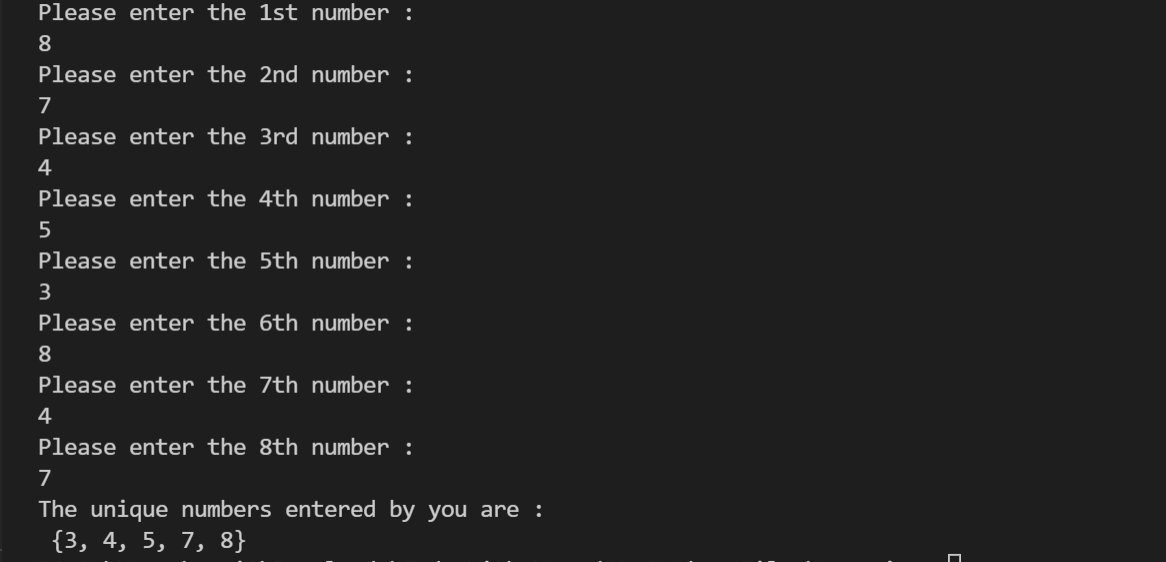 Please enter the 1st number :
8
Please enter the 2nd number :
7
Please enter the 3rd number :
4
Please enter the 4th number :
5
Please enter the 5th number :
3
Please enter the 6th number :
8
Please enter the 7th number :
4
Please enter the 8th number :
7
The unique numbers entered by you are :
{3, 4, 5, 7, 8}